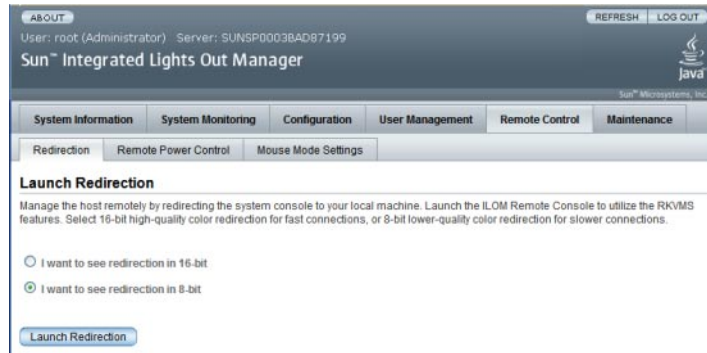 ABOUT
REFRESH LOG OUT
User: root (Administrator) Server: SUNSP0003BAD87199
Sun™ Integrated Lights Out Manager
Java
Sun™ Microsystems, Inc.
System Information System Monitoring Configuration User Management Remote Control Maintenance
Redirection Remote Power Control Mouse Mode Settings
Launch Redirection
Manage the host remotely by redirecting the system console to your local machine. Launch the ILOM Remote Console to utilize the RKVMS
features. Select 16-bit high-quality color redirection for fast connections, or 8-bit lower-quality color redirection for slower connections.
I want to see redirection in 16-bit
I want to see redirection in 8-bit
Launch Redirection